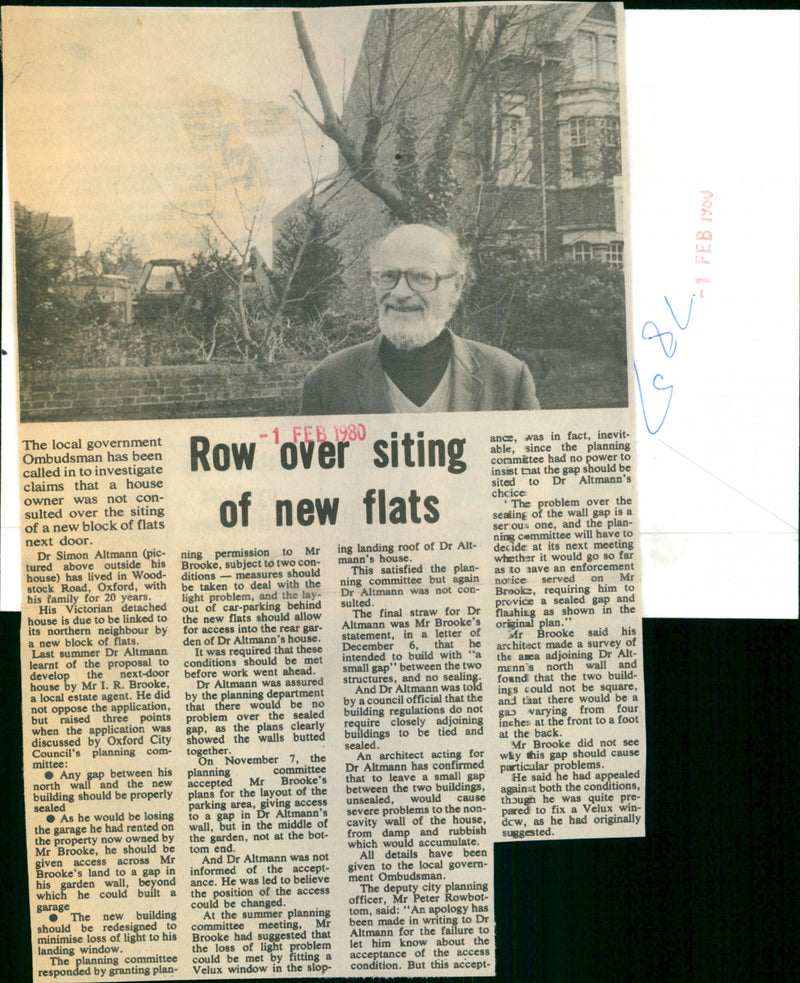 -1 FEB 1980
-1 FEB 1980
Row over siting
of new flats
The local government
Ombudsman has been
called in to investigate
claims that a house
owner was not con-
sulted over the siting
of a new block of flats
next door.
Dr Simon Altmann (pic-
tured above outside his
house) has lived in Wood-
stock Road, Oxford, with
his family for 20 years.
His Victorian detached
house is due to be linked to
its northern neighbour by
a new block of flats.
Last summer Dr Altmann
learnt of the proposal to
develop the next-door
house by Mr I. R. Brooke,
a local estate agent. He did
not oppose the application,
but raised three points
when the application was
discussed by Oxford City
Council's planning com-
mittee:
● Any gap between his
north wall and the new
building should be properly
sealed
● As he would be losing
the garage he had rented on
the property now owned by
Mr Brooke, he should be
given access across Mr
Brooke's land to a gap in
his garden wall, beyond
which he could built a
garage
● The new building
should be redesigned to
minimise loss of light to his
landing window.
The planning committee
responded by granting plan-
ning permission to Mr
Brooke, subject to two con-
ditions — measures should
be taken to deal with the
light problem, and the lay-
out of car-parking behind
the new flats should allow
for access into the rear gar-
den of Dr Altmann's house.
It was required that these
conditions should be met
before work went ahead.
Dr Altmann was assured
by the planning department
that there would be no
problem over the sealed
gap, as the plans clearly
showed the walls butted
together.
On November 7, the
planning committee
accepted Mr Brooke's
plans for the layout of the
parking area, giving access
to a gap in Dr Altmann's
wall, but in the middle of
the garden, not at the bot-
tom end.
And Dr Altmann was not
informed of the accept-
ance. He was led to believe
the position of the access
could be changed.
At the summer planning
committee meeting, Mr
Brooke had suggested that
the loss of light problem
could be met by fitting a
Velux window in the slop-
ing landing roof of Dr Alt-
mann's house.
This satisfied the plan-
ning committee but again
Dr Altmann was not con-
sulted.
The final straw for Dr
Altmann was Mr Brooke's
statement, in a letter of
December 6, that he
intended to build with "a
small gap" between the two
structures, and no sealing.
And Dr Altmann was told
by a council official that the
building regulations do not
require closely adjoining
buildings to be tied and
sealed.
An architect acting for
Dr Altmann has confirmed
that to leave a small gap
between the two buildings,
unsealed, would cause
severe problems to the non-
cavity wall of the house,
from damp and rubbish
which would accumulate.
All details have been
given to the local govern-
ment Ombudsman.
The deputy city planning
officer, Mr Peter Rowbot-
tom, said: "An apology has
been made in writing to Dr
Altmann for the failure to
let him know about the
acceptance of the access
condition. But this accept-
ance, was in fact, inevit-
able, since the planning
committee had no power to
insist that the gap should be
sited to Dr Altmann's
choice
'The problem over the
sealing of the wall gap is a
serious one, and the plan-
ning committee will have to
decide at its next meeting
whether it would go so far
as to have an enforcement
notice served on Mr
Brooke, requiring him to
provide a sealed gap and
flashing as shown in the
original plan."
Mr Brooke said his
architect made a survey of
the area adjoining Dr Alt-
mann's north wall and
found that the two build-
ings could not be square,
and that there would be a
gap varying from four
inches at the front to a foot
at the back.
Mr Brooke did not see
why this gap should cause
particular problems.
He said he had appealed
against both the conditions,
though he was quite pre-
pared to fix a Velux win-
dow, as he had originally
suggested.